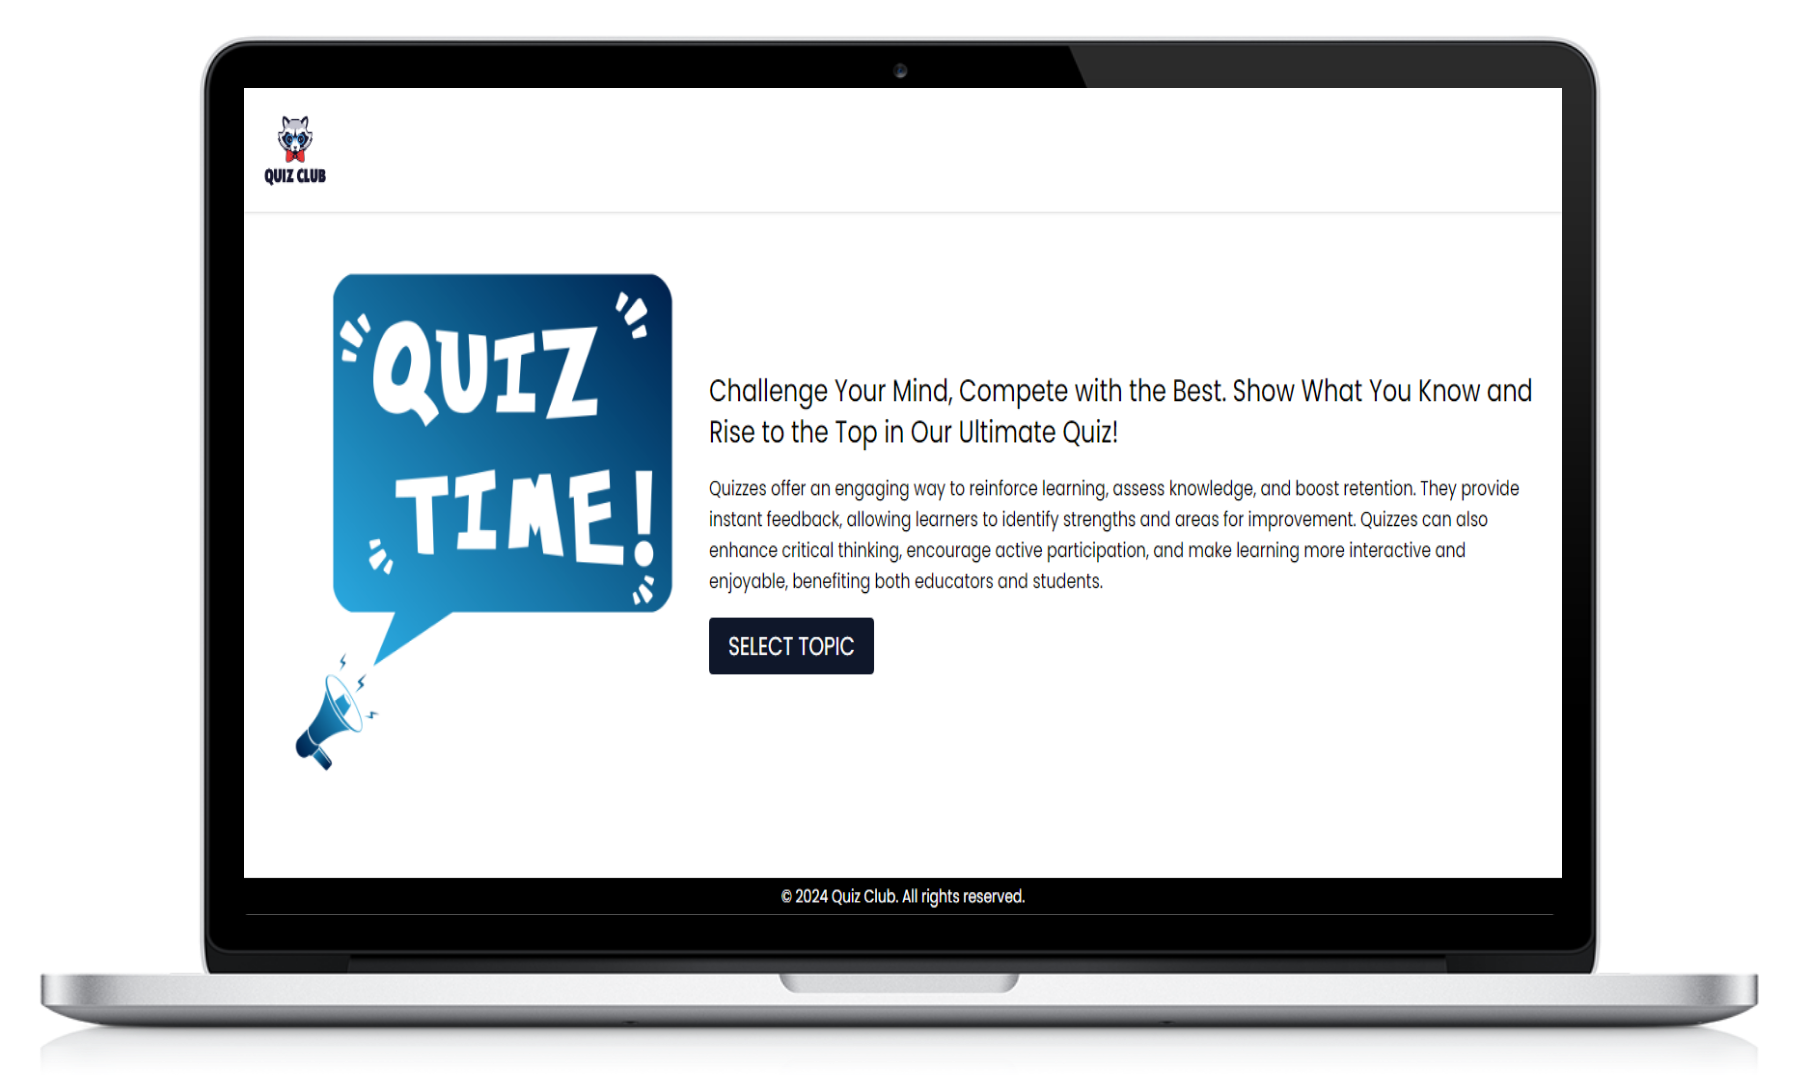 QUIZ CLUB
QUIZ
TIME!
Challenge Your Mind, Compete with the Best. Show What You Know and
Rise to the Top in Our Ultimate Quiz!
Quizzes offer an engaging way to reinforce learning, assess knowledge, and boost retention. They provide
instant feedback, allowing learners to identify strengths and areas for improvement. Quizzes can also
enhance critical thinking, encourage active participation, and make learning more interactive and
enjoyable, benefiting both educators and students.
SELECT TOPIC
© 2024 Quiz Club. All rights reserved.